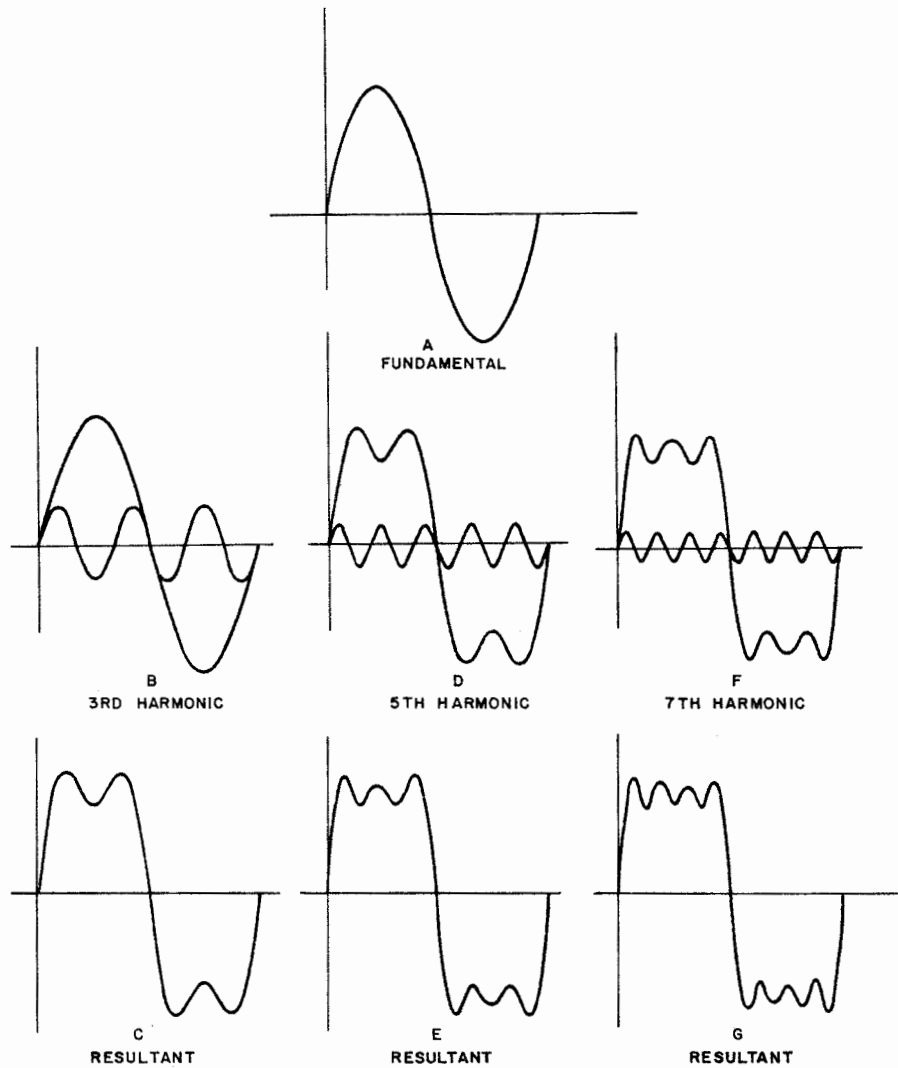 A
FUNDAMENTAL
B
3RD HARMONIC
D
5TH HARMONIC
F
7TH HARMONIC
C
RESULTANT
E
RESULTANT
G
RESULTANT